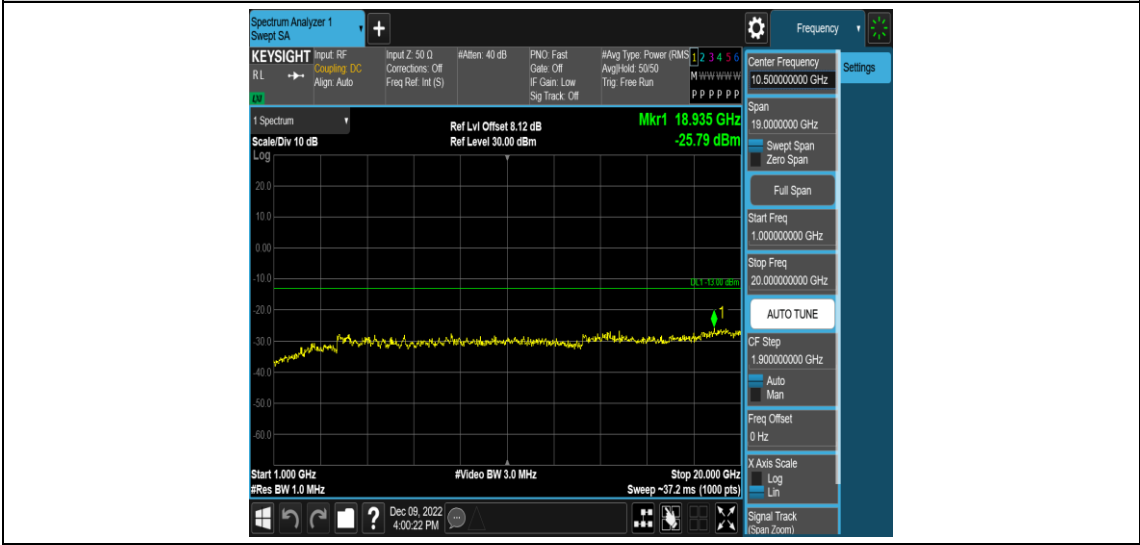 Spectrum Analyzer 1
Swept SA
+
Frequency
KEYSIGHT
RL
Input: RF
Coupling: DC
Align: Auto
Input Z: 50 Ω
Corrections: Off
Freq Ref: Int (S)
#Atten: 40 dB
PNO: Fast
Gate: Off
IF Gain: Low
Sig Track: Off
#Avg Type: Power (RMS
Avg|Hold: 50/50
Trig: Free Run
1 2 3 4 5 6
M W W W W W
P P P P P P
1 Spectrum
Scale/Div 10 dB
Log
Ref Lvl Offset 8.12 dB
Ref Level 30.00 dBm
Mkr1 18.935 GHz
-25.79 dBm
20.0
10.0
0.00
-10.0
-20.0
-30.0
-40.0
-50.0
-60.0
DL1 -13.00 dBm
1
Start 1.000 GHz
#Res BW 1.0 MHz
#Video BW 3.0 MHz
Stop 20.000 GHz
Sweep ~37.2 ms (1000 pts)
?
Dec 09, 2022
4:00:22 PM
Center Frequency
10.500000000 GHz
Settings
Span
19.0000000 GHz
Swept Span
Zero Span
Full Span
Start Freq
1.000000000 GHz
Stop Freq
20.000000000 GHz
AUTO TUNE
CF Step
1.900000000 GHz
Auto
Man
Freq Offset
0 Hz
X Axis Scale
Log
Lin
Signal Track
(Span Zoom)